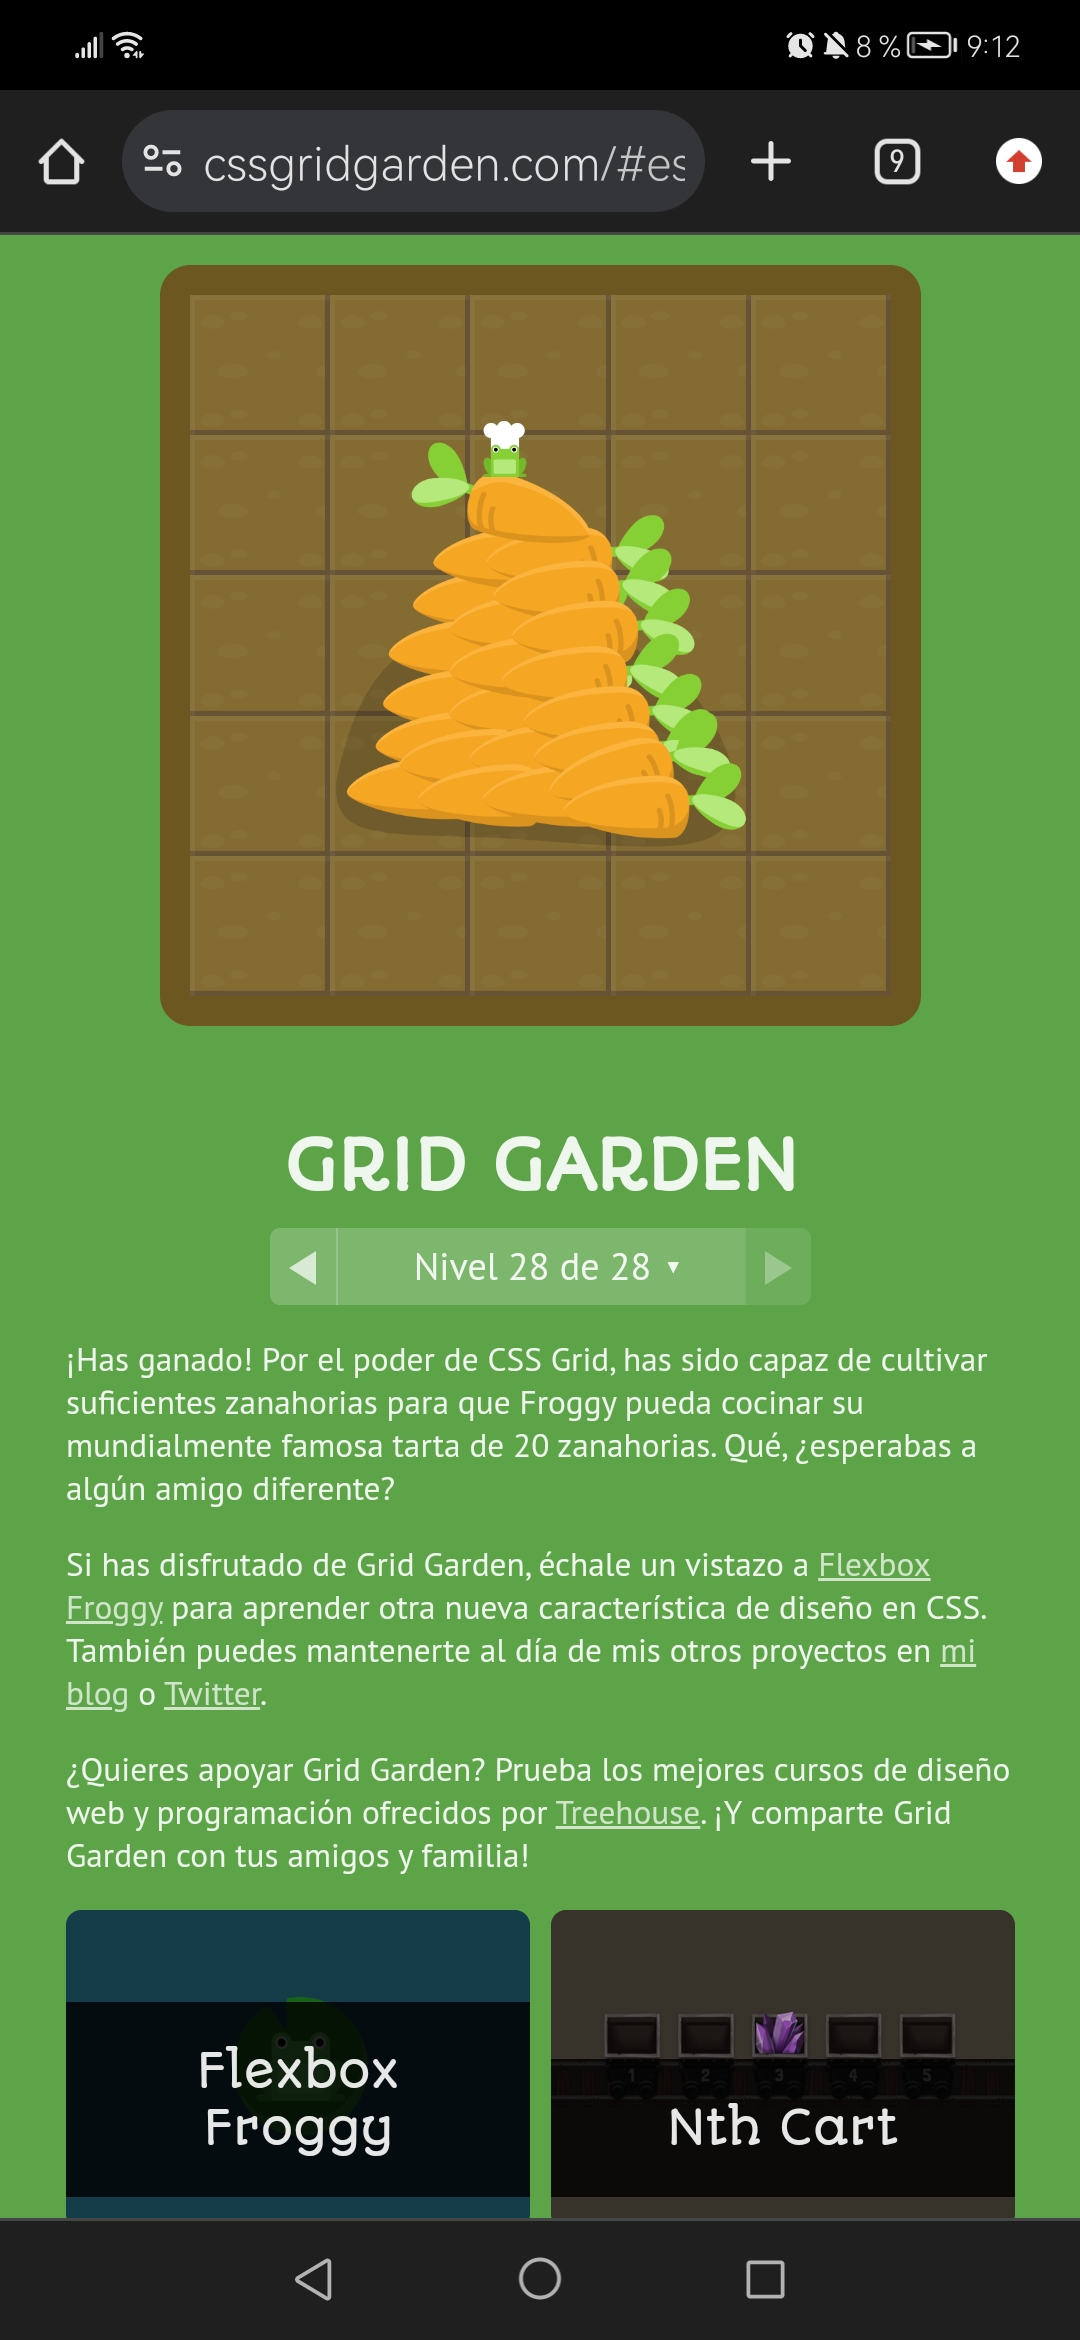 8 % 9:12
cssgridgarden.com/#es
9
GRID GARDEN
Nivel 28 de 28 ▼
¡Has ganado! Por el poder de CSS Grid, has sido capaz de cultivar
suficientes zanahorias para que Froggy pueda cocinar su
mundialmente famosa tarta de 20 zanahorias. Qué, ¿esperabas a
algún amigo diferente?
Si has disfrutado de Grid Garden, échale un vistazo a Flexbox
Froggy para aprender otra nueva característica de diseño en CSS.
También puedes mantenerte al día de mis otros proyectos en mi
blog o Twitter.
¿Quieres apoyar Grid Garden? Prueba los mejores cursos de diseño
web y programación ofrecidos por Treehouse. ¡Y comparte Grid
Garden con tus amigos y familia!
Flexbox
Froggy
1 2 3 4 5
Nth Cart